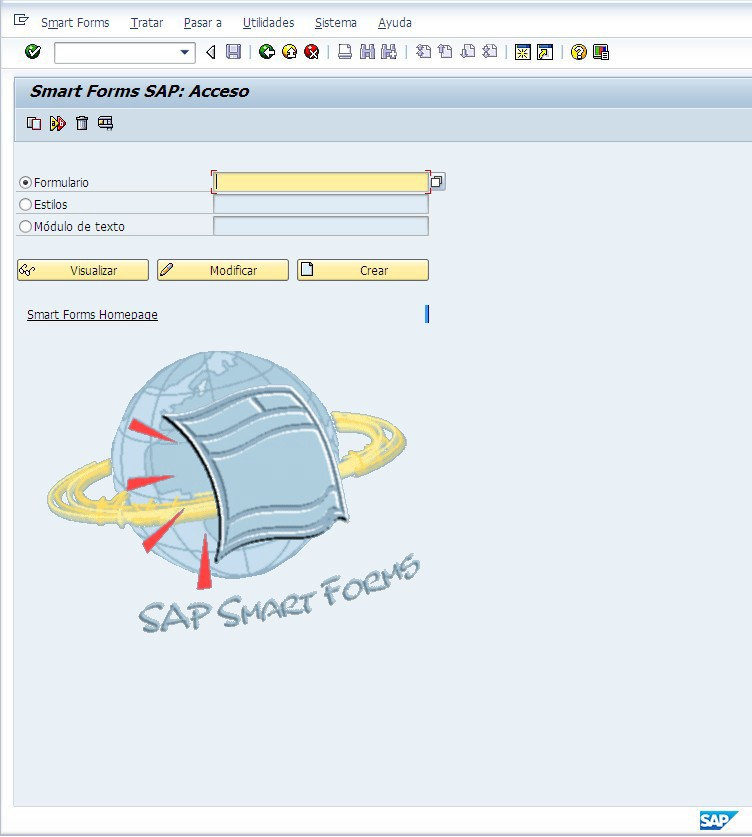 Smart Forms Tratar Pasar a Utilidades Sistema Ayuda
Smart Forms SAP: Acceso
Formulario
Estilos
Módulo de texto
Visualizar Modificar Crear
Smart Forms Homepage
SAP SMART FORMS
SAP